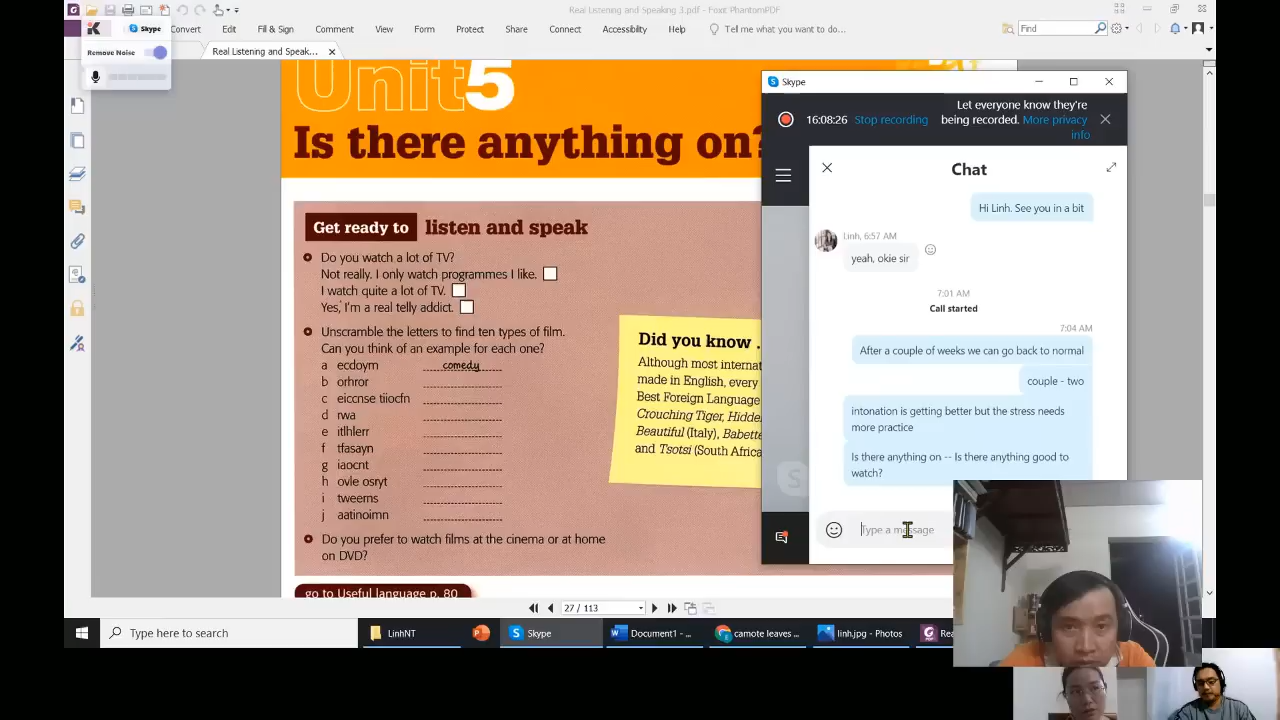 Real Listening and Speaking 3.pdf - Foxit PhantomPDF
Skype
Convert Edit Fill & Sign Arrange Comment View Form Protect Share Connect Accessibility Help Tell me what you want to do... Find
Remove Noise
Real Listening and Speak...
Unit5
Is there anything on?
Get ready to listen and speak
Do you watch a lot of TV?
Not really. I only watch programmes I like.
I watch quite a lot of TV.
Yes, I'm a real telly addict.
Unscramble the letters to find ten types of film.
Can you think of an example for each one?
a ecdoym comedy
b orhror
c eiccnse tiiocfn
d rwa
e itlhlerr
f tfasayn
g iaocnt
h ovle osryt
i tweerns
j aatinoimn
Do you prefer to watch films at the cinema or at home
on DVD?
go to Useful language p. 80
Did you know .
Although most internat
made in English, every
Best Foreign Language
Crouching Tiger, Hidde
Beautiful (Italy), Babette
and Tsotsi (South Africa
Skype
16:08:26 Stop recording
Let everyone know they're
being recorded. More privacy
info
Chat
Hi Linh. See you in a bit
Linh, 6:57 AM
yeah, okie sir
7:01 AM
Call started
7:04 AM
After a couple of weeks we can go back to normal
couple - two
intonation is getting better but the stress needs
more practice
Is there anything on -- Is there anything good to
watch?
Type a message
27 / 113
Type here to search
LinhNT
Skype
Document1 - ...
camote leaves ...
linh.jpg - Photos
Rea